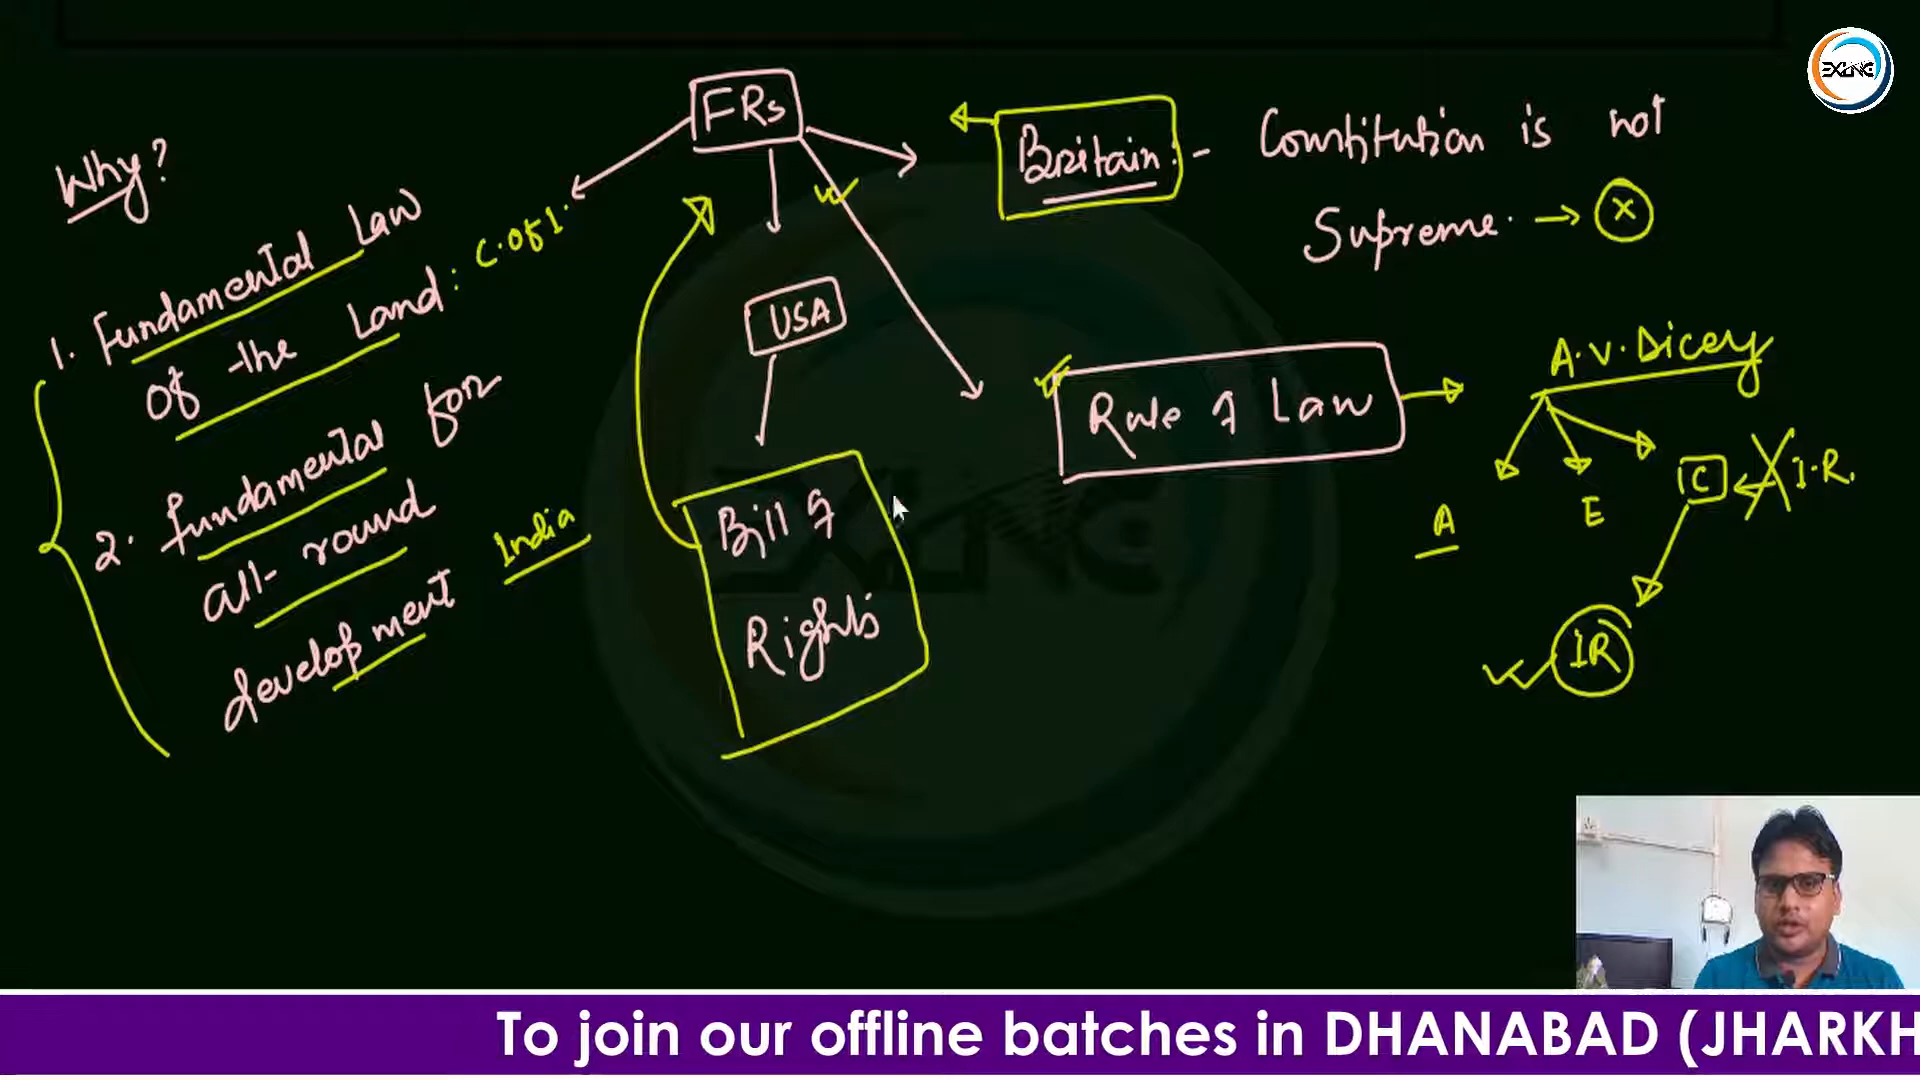 EXLNC
FRs
Why?
1. Fundamental Law
of the Land: C.Of I.
2. fundamental for
all-round
development India
USA
Bill of
Rights
Britain:- Constitution is not
Supreme. → X
Rule of Law
A.V.Dicey
A E C I.R.
IR
EXLNC
To join our offline batches in DHANABAD (JHARKH